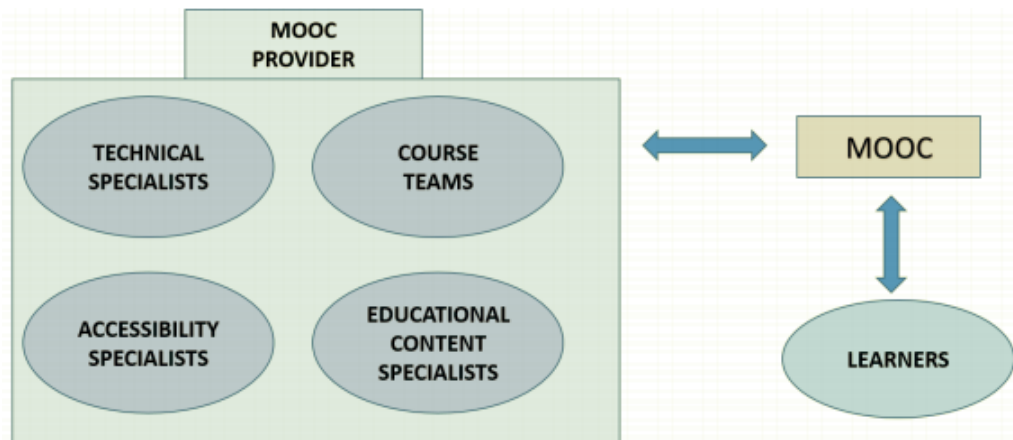 MOOC
PROVIDER
TECHNICAL
SPECIALISTS
COURSE
TEAMS
ACCESSIBILITY
SPECIALISTS
EDUCATIONAL
CONTENT
SPECIALISTS
MOOC
LEARNERS